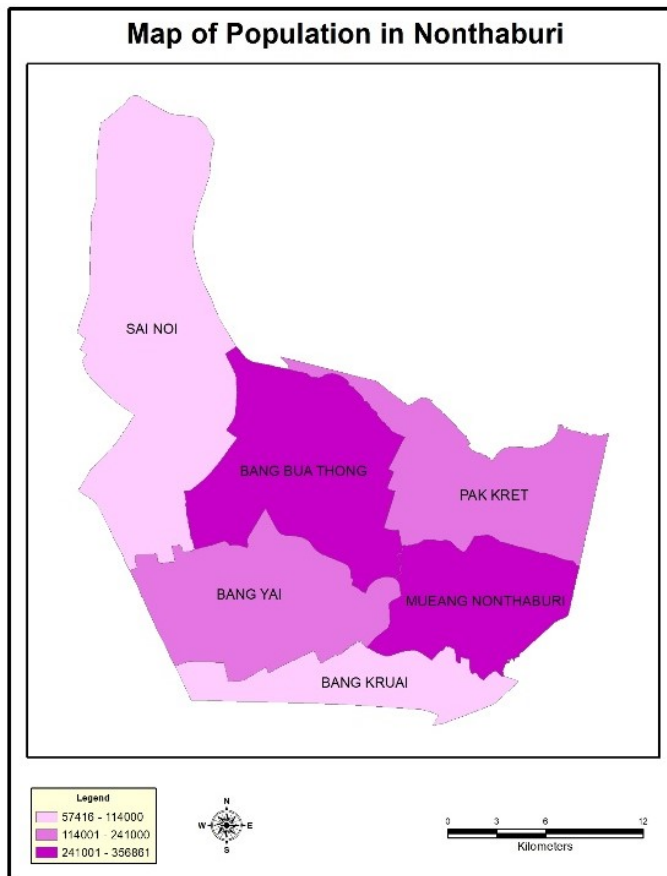 Map of Population in Nonthaburi
SAI NOI
BANG BUA THONG
PAK KRET
BANG YAI
MUEANG NONTHABURI
BANG KRUAI
Legend
57416 - 114000
114001 - 241000
241001 - 356861
N
W E
S
0 3 6 12
Kilometers